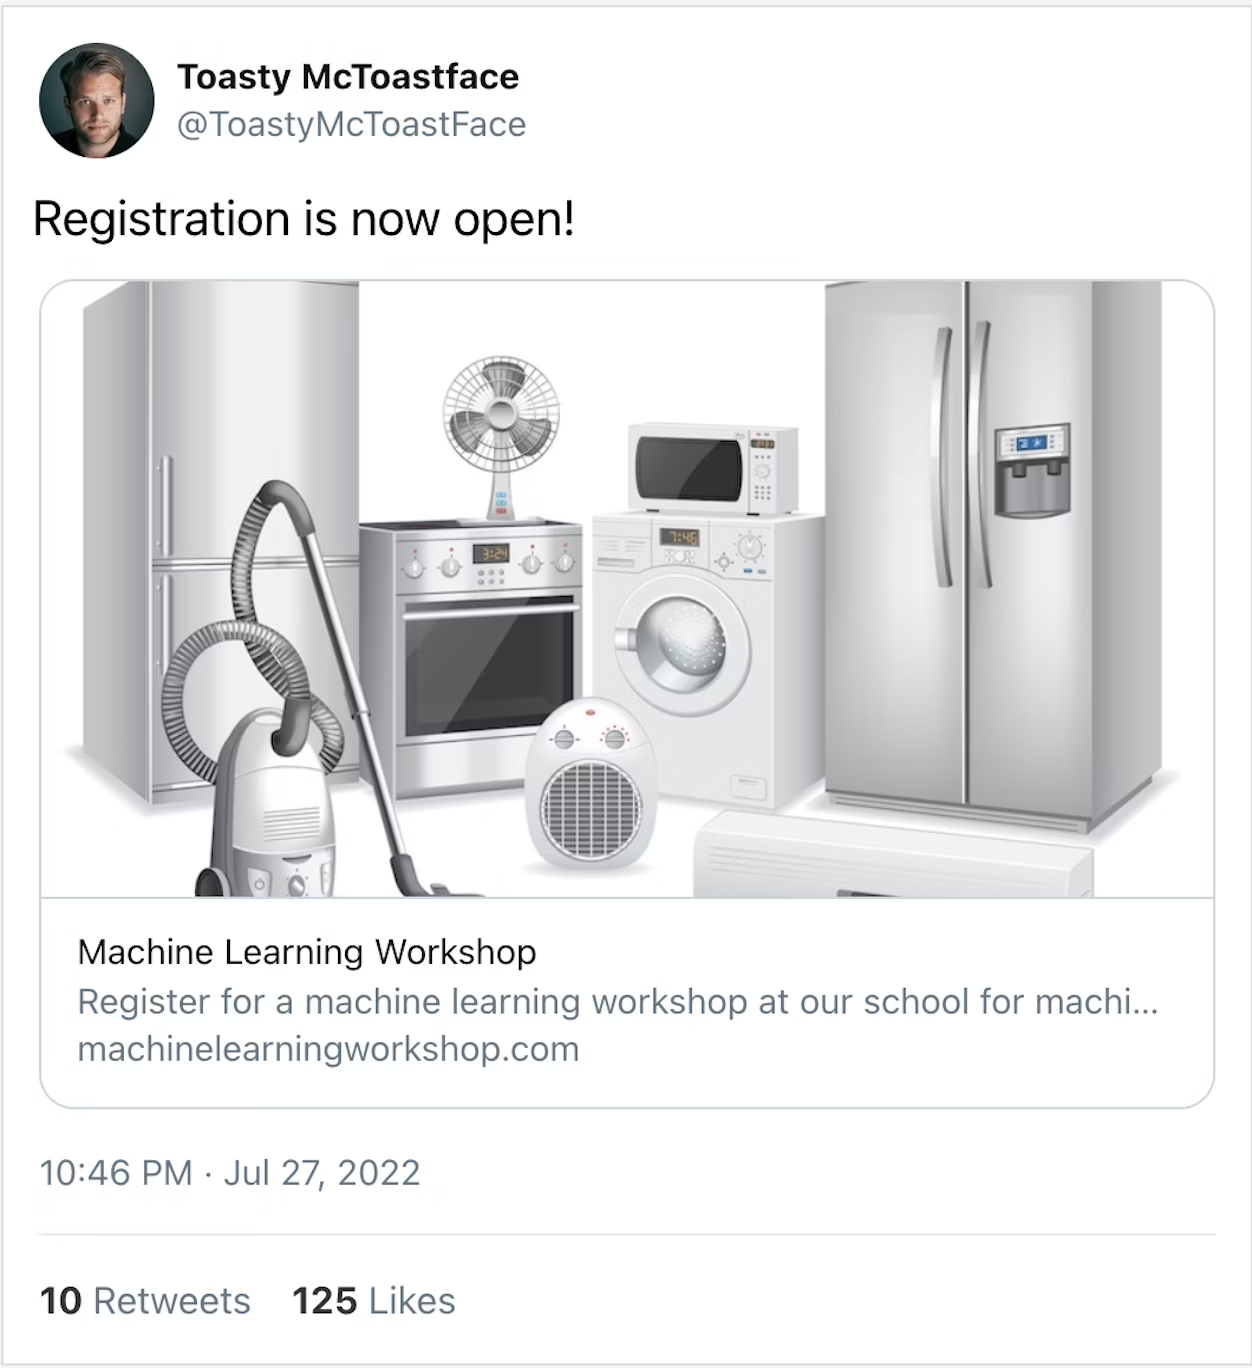 Toasty McToastface
@ToastyMcToastFace
Registration is now open!
3:24
7:46
Machine Learning Workshop
Register for a machine learning workshop at our school for machi...
machinelearningworkshop.com
10:46 PM · Jul 27, 2022
10 Retweets 125 Likes